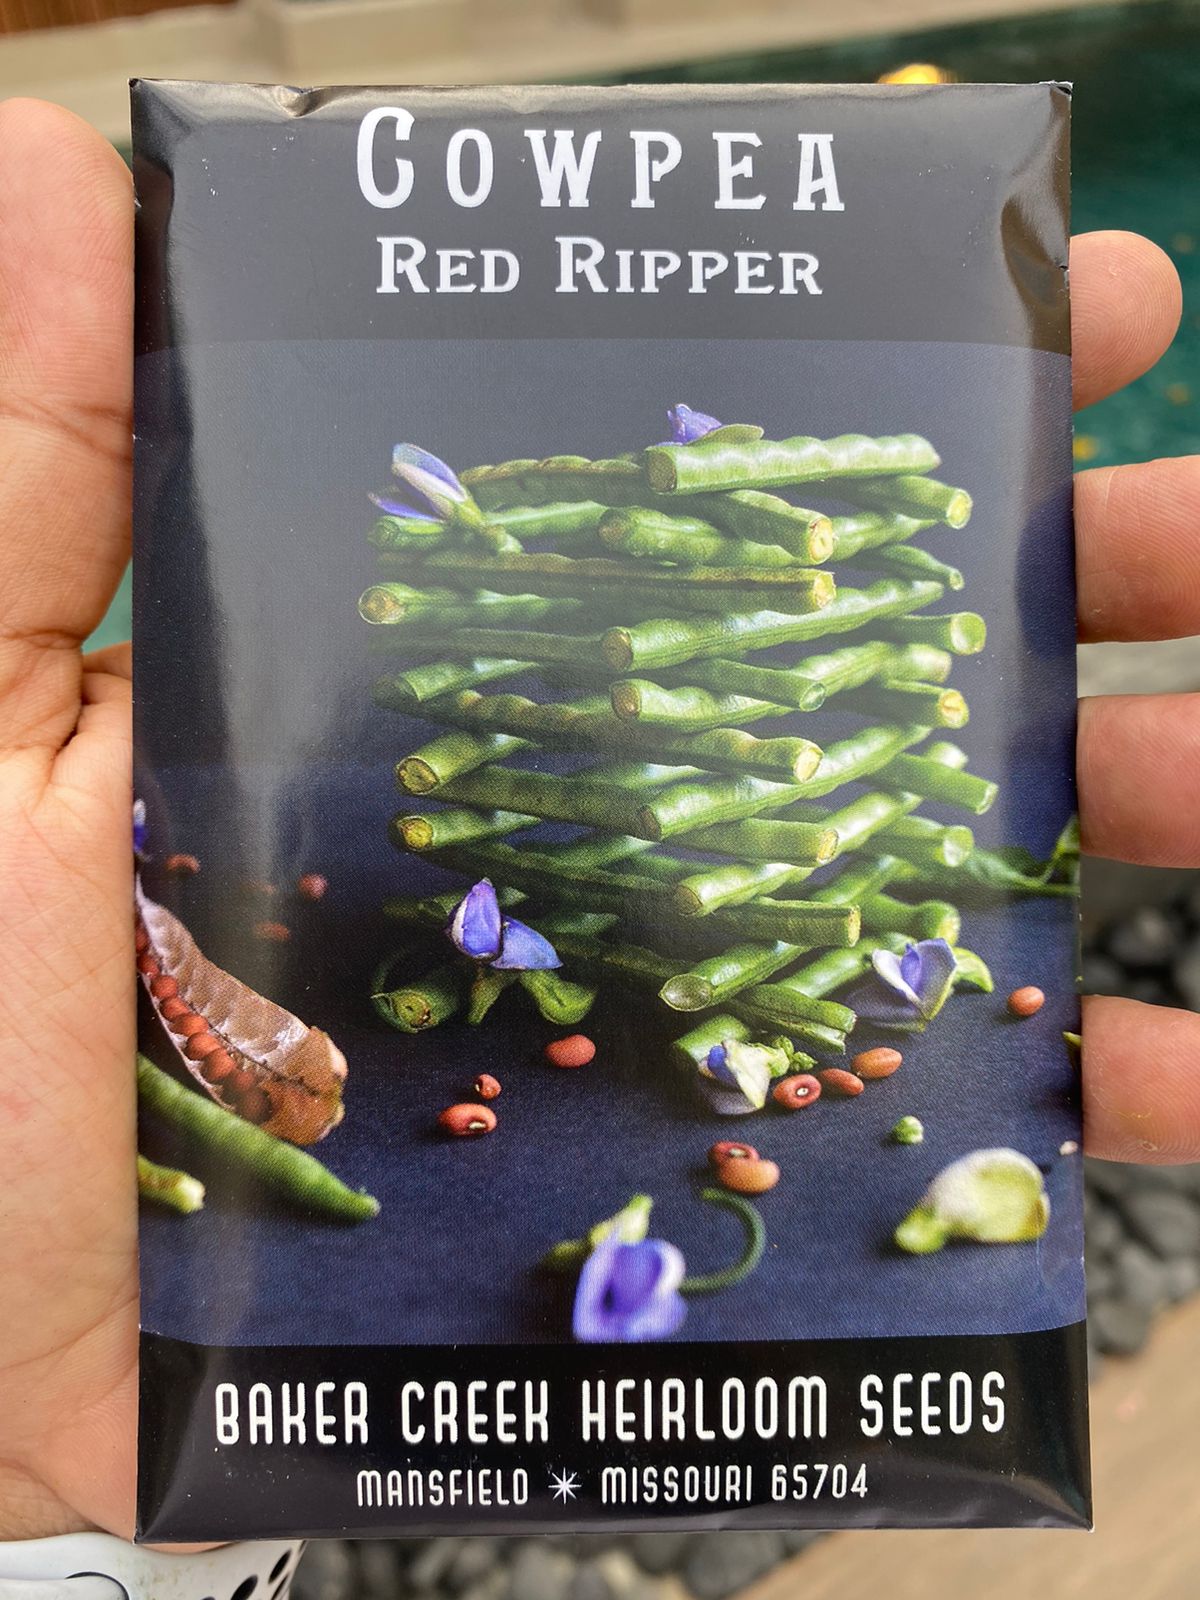 COWPEA
RED RIPPER
BAKER CREEK HEIRLOOM SEEDS
MANSFIELD * MISSOURI 65704